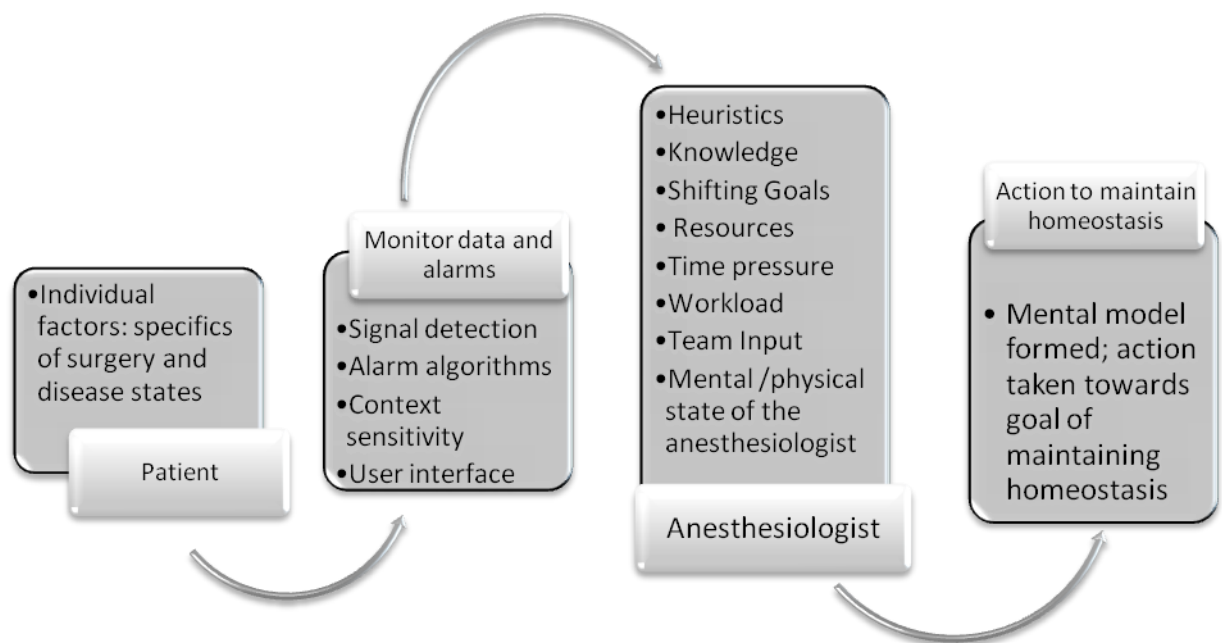 •Individual
factors: specifics
of surgery and
disease states
Patient
Monitor data and
alarms
•Signal detection
•Alarm algorithms
•Context
sensitivity
•User interface
•Heuristics
•Knowledge
•Shifting Goals
• Resources
•Time pressure
•Workload
•Team Input
•Mental /physical
state of the
anesthesiologist
Anesthesiologist
Action to maintain
homeostasis
• Mental model
formed; action
taken towards
goal of
maintaining
homeostasis